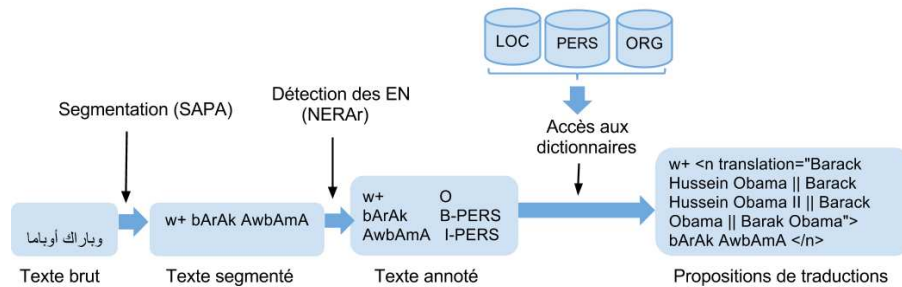 LOC PERS ORG
Segmentation (SAPA)
Détection des EN
(NERAr)
Accès aux
dictionnaires
وباراك أوباما
w+ bArAk AwbAmA
w+ O
bArAk B-PERS
AwbAmA I-PERS
w+ <n translation="Barack
Hussein Obama || Barack
Hussein Obama II || Barack
Obama || Barak Obama">
bArAk AwbAmA </n>
Texte brut
Texte segmenté
Texte annoté
Propositions de traductions